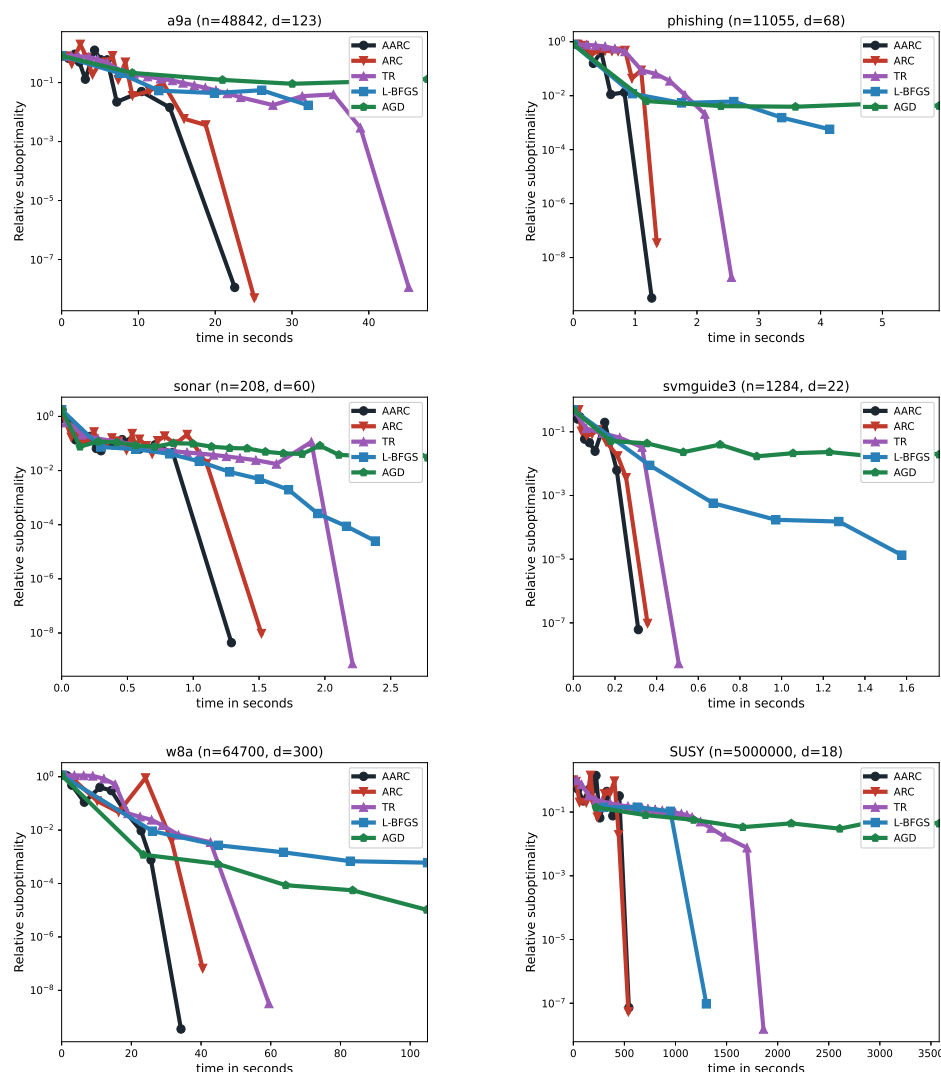 a9a (n=48842, d=123)
Relative suboptimality
10⁻¹
10⁻³
10⁻⁵
10⁻⁷
AARC
ARC
TR
L-BFGS
AGD
0 10 20 30 40
time in seconds
phishing (n=11055, d=68)
Relative suboptimality
10⁰
10⁻²
10⁻⁴
10⁻⁶
10⁻⁸
AARC
ARC
TR
L-BFGS
AGD
0 1 2 3 4 5
time in seconds
sonar (n=208, d=60)
Relative suboptimality
10⁰
10⁻²
10⁻⁴
10⁻⁶
10⁻⁸
AARC
ARC
TR
L-BFGS
AGD
0.0 0.5 1.0 1.5 2.0 2.5
time in seconds
svmguide3 (n=1284, d=22)
Relative suboptimality
10⁻¹
10⁻³
10⁻⁵
10⁻⁷
AARC
ARC
TR
L-BFGS
AGD
0.0 0.2 0.4 0.6 0.8 1.0 1.2 1.4 1.6
time in seconds
w8a (n=64700, d=300)
Relative suboptimality
10⁰
10⁻²
10⁻⁴
10⁻⁶
10⁻⁸
AARC
ARC
TR
L-BFGS
AGD
0 20 40 60 80 100
time in seconds
SUSY (n=5000000, d=18)
Relative suboptimality
10⁻¹
10⁻³
10⁻⁵
10⁻⁷
AARC
ARC
TR
L-BFGS
AGD
0 500 1000 1500 2000 2500 3000 3500
time in seconds